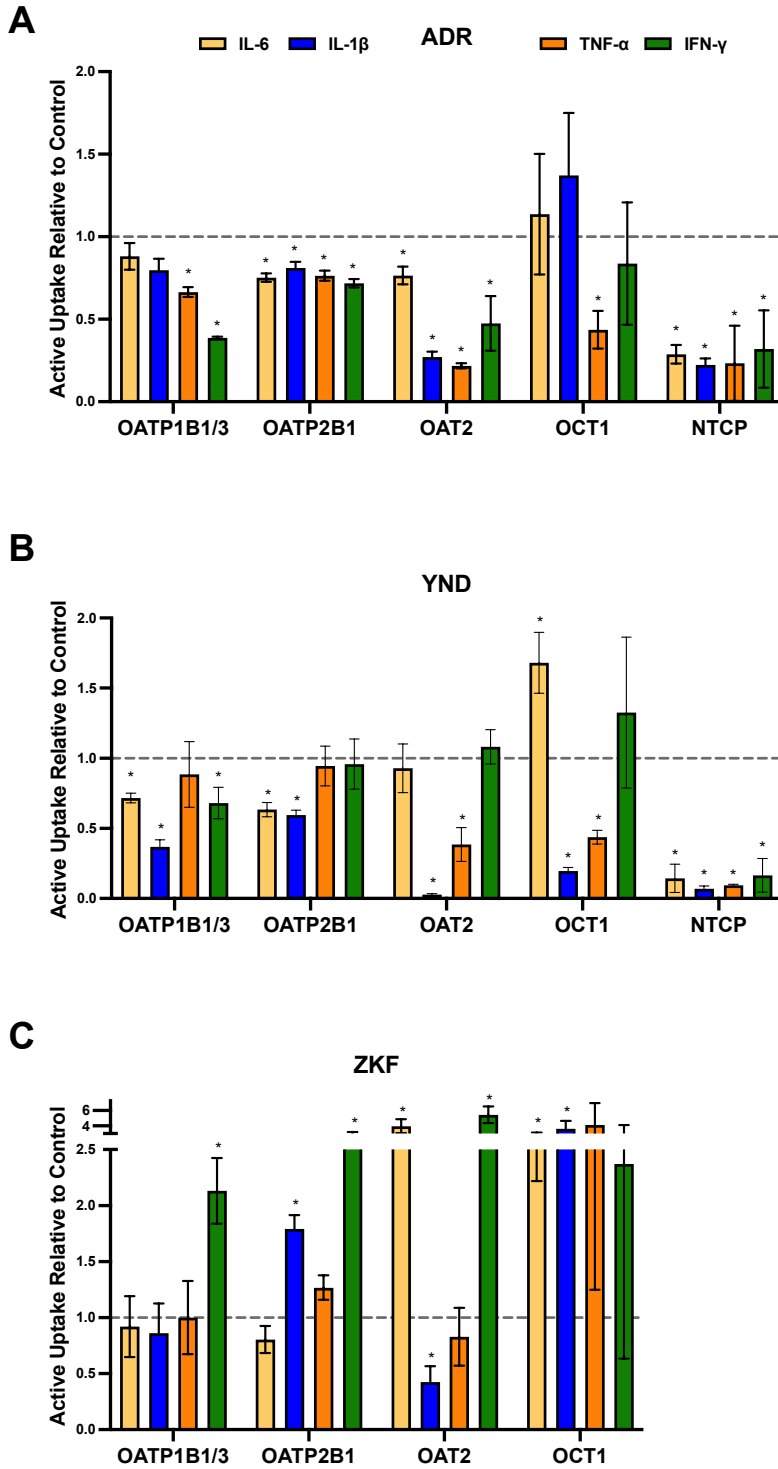 A
ADR
IL-6 IL-1β TNF-α IFN-γ
Active Uptake Relative to Control
2.0
1.5
1.0
0.5
0.0
* * * * * * * * * * * * * * *
OATP1B1/3 OATP2B1 OAT2 OCT1 NTCP
B
YND
Active Uptake Relative to Control
2.0
1.5
1.0
0.5
0.0
* * * * * * * * * * * * * *
OATP1B1/3 OATP2B1 OAT2 OCT1 NTCP
C
ZKF
Active Uptake Relative to Control
6
4
2.5
2.0
1.5
1.0
0.5
0.0
* * * * * * * *
OATP1B1/3 OATP2B1 OAT2 OCT1